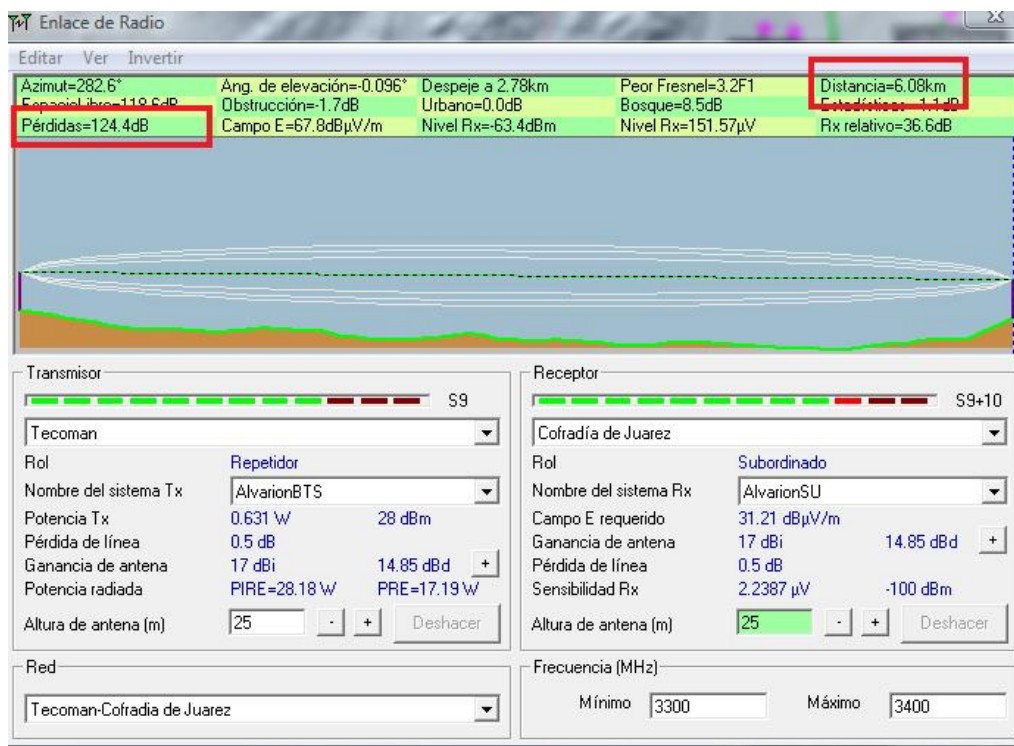 Enlace de Radio
Editar Ver Invertir
Azimut=282.6° Ang. de elevación=-0.096° Despeje a 2.78km Peor Fresnel=3.2F1 Distancia=6.08km
EspacioLibre=118.6dB Obstrucción=-1.7dB Urbano=0.0dB Bosque=8.5dB Estadísticas=-1.1dB
Pérdidas=124.4dB Campo E=67.8dBµV/m Nivel Rx=-63.4dBm Nivel Rx=151.57µV Rx relativo=36.6dB
Transmisor Receptor
S9 S9+10
Tecoman Cofradía de Juarez
Rol Repetidor Rol Subordinado
Nombre del sistema Tx AlvarionBTS Nombre del sistema Rx AlvarionSU
Potencia Tx 0.631 W 28 dBm Campo E requerido 31.21 dBµV/m
Pérdida de línea 0.5 dB Ganancia de antena 17 dBi 14.85 dBd +
Ganancia de antena 17 dBi 14.85 dBd + Pérdida de línea 0.5 dB
Potencia radiada PIRE=28.18 W PRE=17.19 W Sensibilidad Rx 2.2387 µV -100 dBm
Altura de antena (m) 25 - + Deshacer Altura de antena (m) 25 - + Deshacer
Red Frecuencia (MHz)
Tecoman-Cofradia de Juarez Mínimo 3300 Máximo 3400